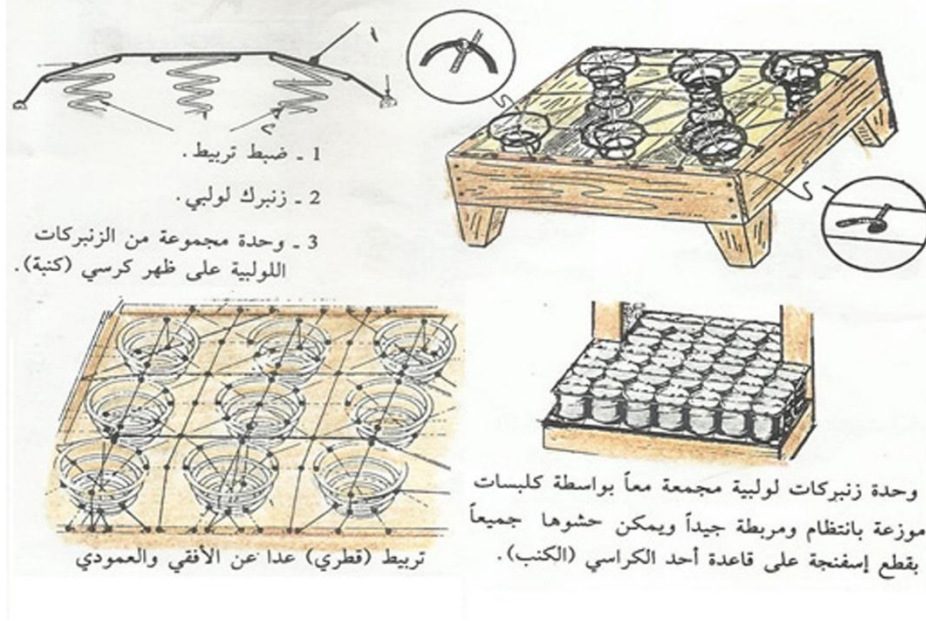 1 ـ ضبط تربيط .
2 ـ زنبرك لولبي .
3 ـ وحدة مجموعة من الزنبركات
اللولبية على ظهر كرسي (كنبة) .
تربيط (قطري) عدا عن الأفقي والعمودي
وحدة زنبركات لولبية مجمعة معاً بواسطة كلبسات
موزعة بانتظام ومربطة جيداً ويمكن حشوها جميعاً
بقطع إسفنجة على قاعدة أحد الكراسي (الكنب) .